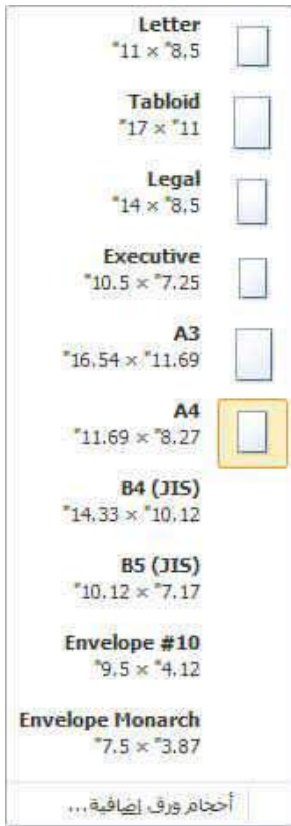 Letter
"11 × "8,5
Tabloid
"17 × "11
Legal
"14 × "8,5
Executive
"10.5 × "7.25
A3
"16.54 × "11.69
A4
"11.69 × "8.27
B4 (JIS)
"14.33 × "10.12
B5 (JIS)
"10.12 × "7.17
Envelope #10
"9.5 × "4.12
Envelope Monarch
"7.5 × "3.87
أحجام ورق إضافية...